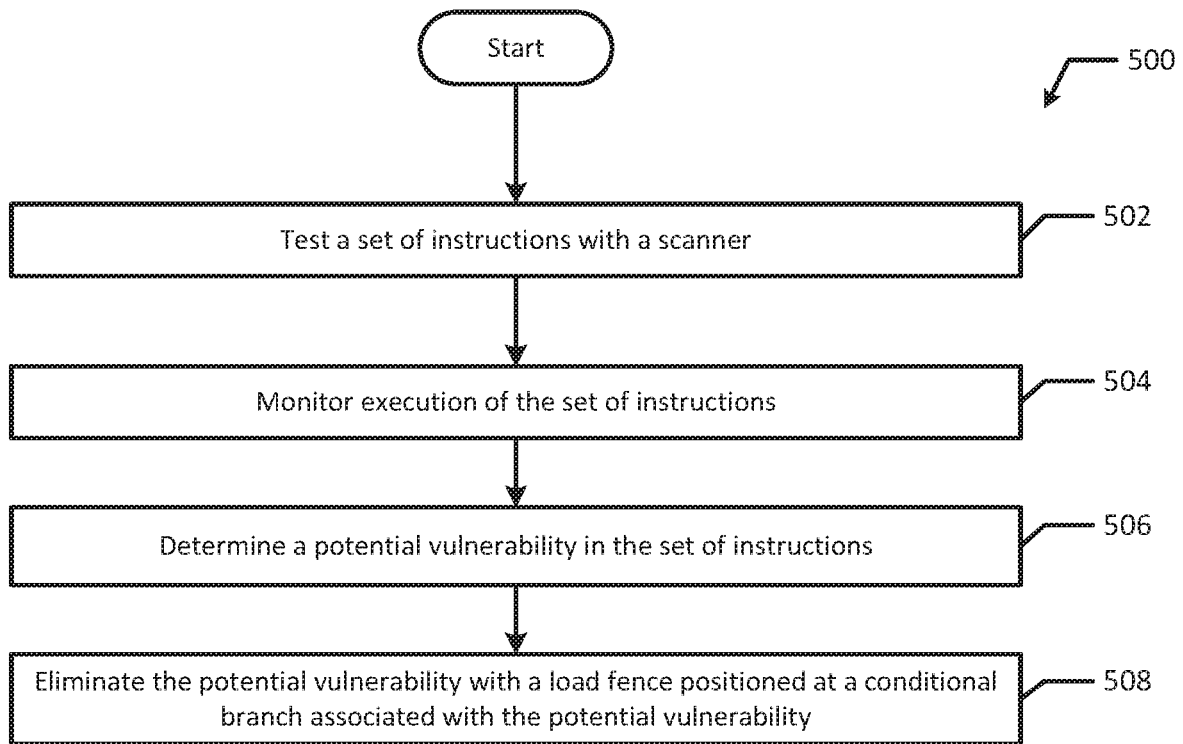 Start
500
Test a set of instructions with a scanner
502
Monitor execution of the set of instructions
504
Determine a potential vulnerability in the set of instructions
506
Eliminate the potential vulnerability with a load fence positioned at a conditional
branch associated with the potential vulnerability
508